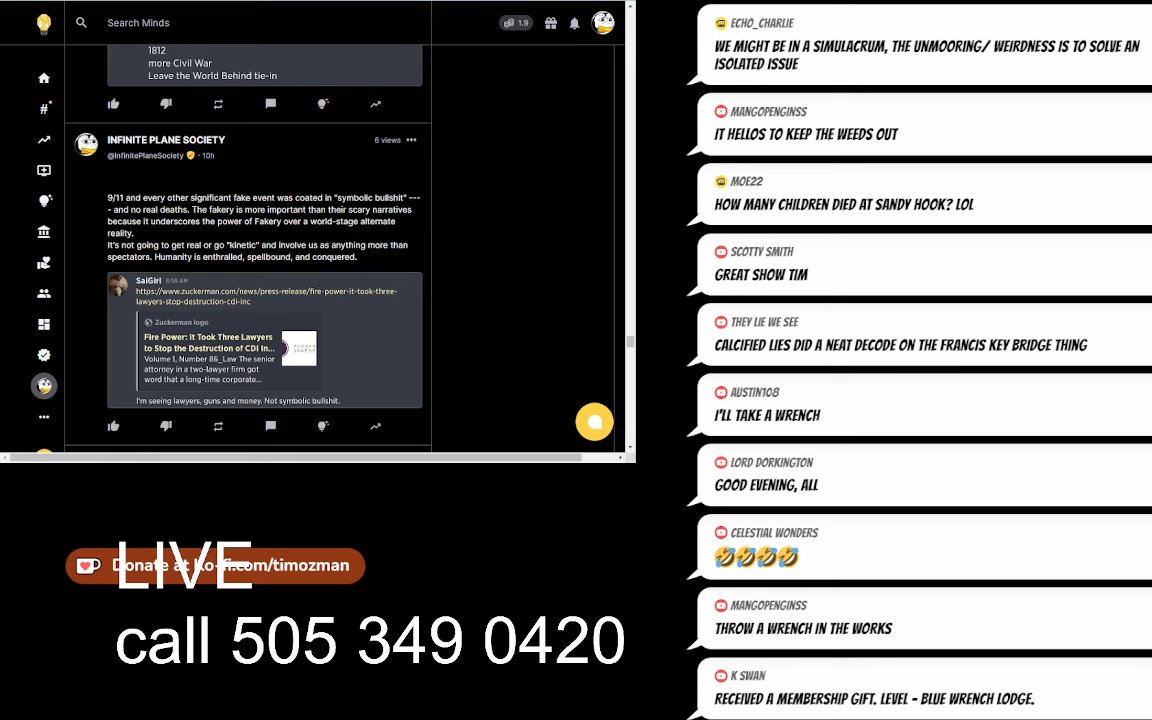 Search Minds
1.9
1812
more Civil War
Leave the World Behind tie-in
INFINITE PLANE SOCIETY
6 views
@InfinitePlaneSociety · 10h
9/11 and every other significant fake event was coated in "symbolic bullshit" ---
- and no real deaths. The fakery is more important than their scary narratives
because it underscores the power of Fakery over a world-stage alternate
reality.
It's not going to get real or go "kinetic" and involve us as anything more than
spectators. Humanity is enthralled, spellbound, and conquered.
SaiGirl 8:58 AM
https://www.zuckerman.com/news/press-release/fire-power-it-took-three-
lawyers-stop-destruction-cdi-inc
Zuckerman logo
Fire Power: It Took Three Lawyers
to Stop the Destruction of CDI In...
Volume 1, Number 86_Law The senior
attorney in a two-lawyer firm got
word that a long-time corporate...
I'm seeing lawyers, guns and money. Not symbolic bullshit.
LIVE
Donate at ko-fi.com/timozman
call 505 349 0420
ECHO_CHARLIE
WE MIGHT BE IN A SIMULACRUM, THE UNMOORING/ WEIRDNESS IS TO SOLVE AN
ISOLATED ISSUE
MANGOPENGINSS
IT HELLOS TO KEEP THE WEEDS OUT
MOE22
HOW MANY CHILDREN DIED AT SANDY HOOK? LOL
SCOTTY SMITH
GREAT SHOW TIM
THEY LIE WE SEE
CALCIFIED LIES DID A NEAT DECODE ON THE FRANCIS KEY BRIDGE THING
AUSTIN108
I'LL TAKE A WRENCH
LORD DORKINGTON
GOOD EVENING, ALL
CELESTIAL WONDERS
🤣🤣🤣🤣
MANGOPENGINSS
THROW A WRENCH IN THE WORKS
K SWAN
RECEIVED A MEMBERSHIP GIFT. LEVEL - BLUE WRENCH LODGE.